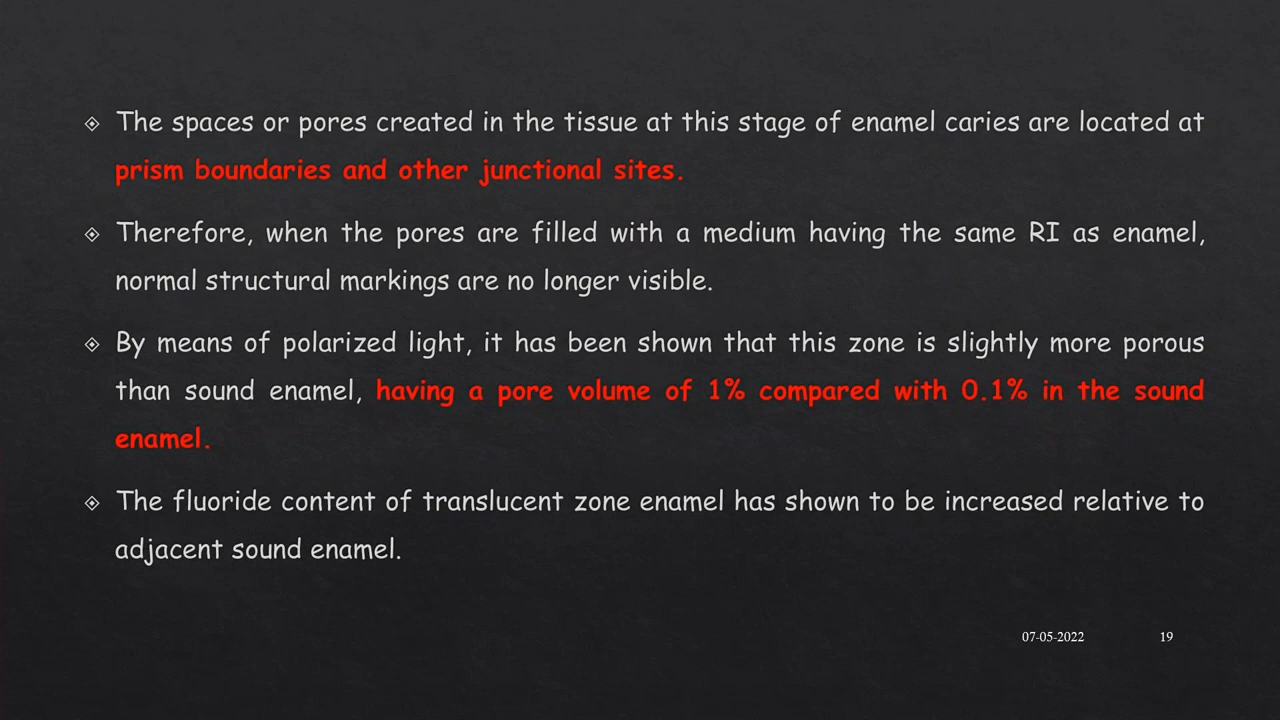 The spaces or pores created in the tissue at this stage of enamel caries are located at
prism boundaries and other junctional sites.
Therefore, when the pores are filled with a medium having the same RI as enamel,
normal structural markings are no longer visible.
By means of polarized light, it has been shown that this zone is slightly more porous
than sound enamel, having a pore volume of 1% compared with 0.1% in the sound
enamel.
The fluoride content of translucent zone enamel has shown to be increased relative to
adjacent sound enamel.
07-05-2022 19